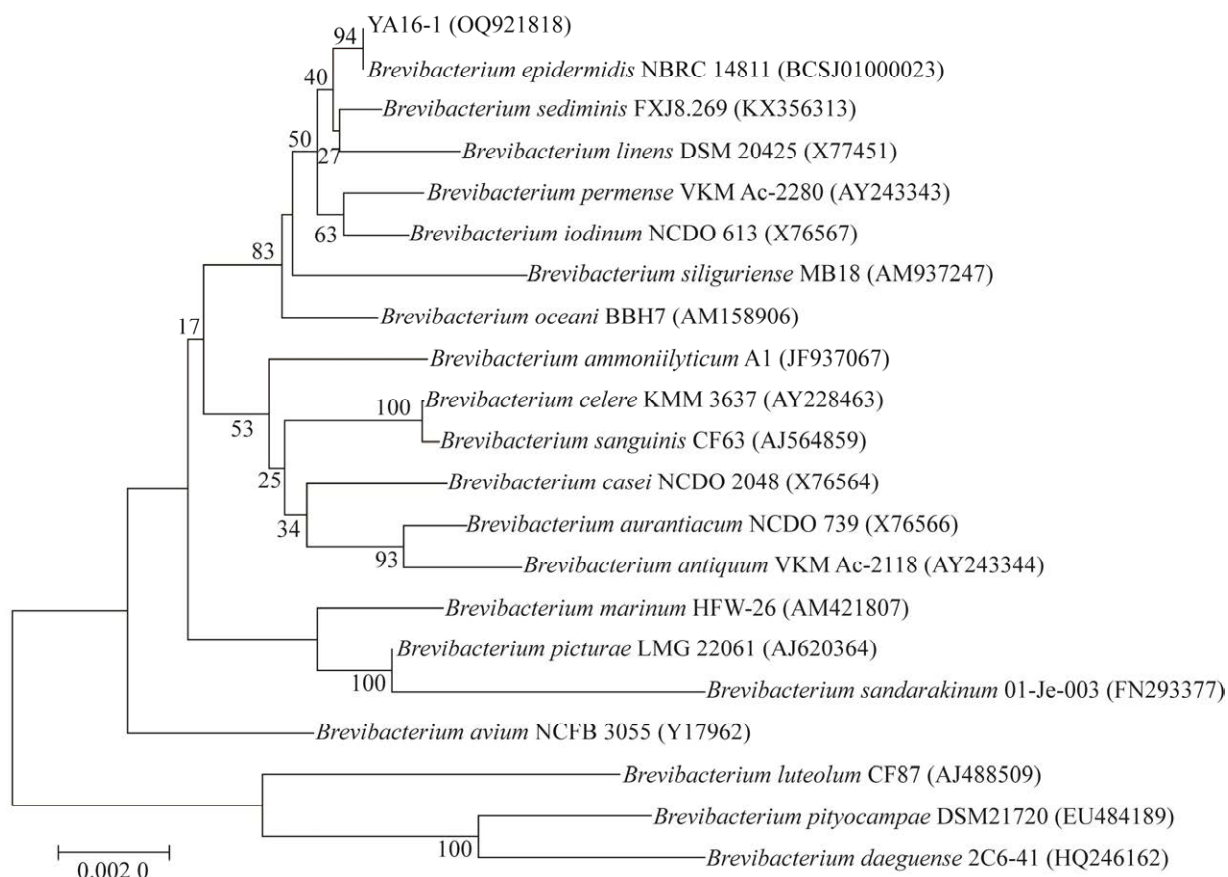 YA16-1 (OQ921818)
94
Brevibacterium epidermidis NBRC 14811 (BCSJ01000023)
40
Brevibacterium sediminis FXJ8.269 (KX356313)
50
27
Brevibacterium linens DSM 20425 (X77451)
Brevibacterium permense VKM Ac-2280 (AY243343)
63
Brevibacterium iodinum NCDO 613 (X76567)
83
Brevibacterium siliguriense MB18 (AM937247)
Brevibacterium oceani BBH7 (AM158906)
17
Brevibacterium ammoniilyticum A1 (JF937067)
Brevibacterium celere KMM 3637 (AY228463)
100
53
Brevibacterium sanguinis CF63 (AJ564859)
25
Brevibacterium casei NCDO 2048 (X76564)
34
Brevibacterium aurantiacum NCDO 739 (X76566)
93
Brevibacterium antiquum VKM Ac-2118 (AY243344)
Brevibacterium marinum HFW-26 (AM421807)
Brevibacterium picturae LMG 22061 (AJ620364)
100
Brevibacterium sandarakinum 01-Je-003 (FN293377)
Brevibacterium avium NCFB 3055 (Y17962)
Brevibacterium luteolum CF87 (AJ488509)
Brevibacterium pityocampae DSM21720 (EU484189)
100
Brevibacterium daeguense 2C6-41 (HQ246162)
0.002 0